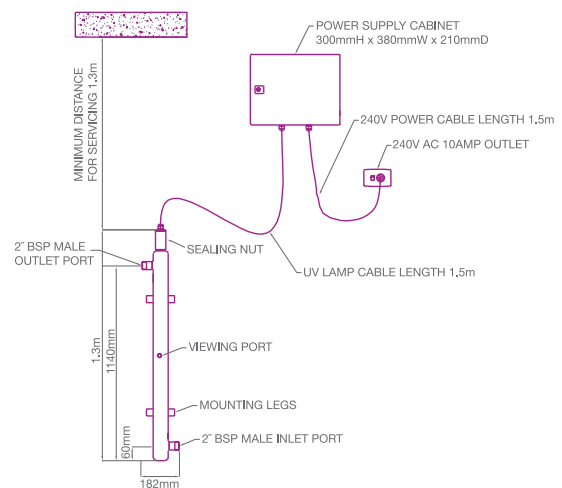 POWER SUPPLY CABINET
300mmH x 380mmW x 210mmD
MINIMUM DISTANCE
FOR SERVICING 1.3m
240V POWER CABLE LENGTH 1.5m
240V AC 10AMP OUTLET
SEALING NUT
2˝ BSP MALE
OUTLET PORT
UV LAMP CABLE LENGTH 1.5m
1.3m
1140mm
VIEWING PORT
MOUNTING LEGS
60mm
2˝ BSP MALE INLET PORT
182mm